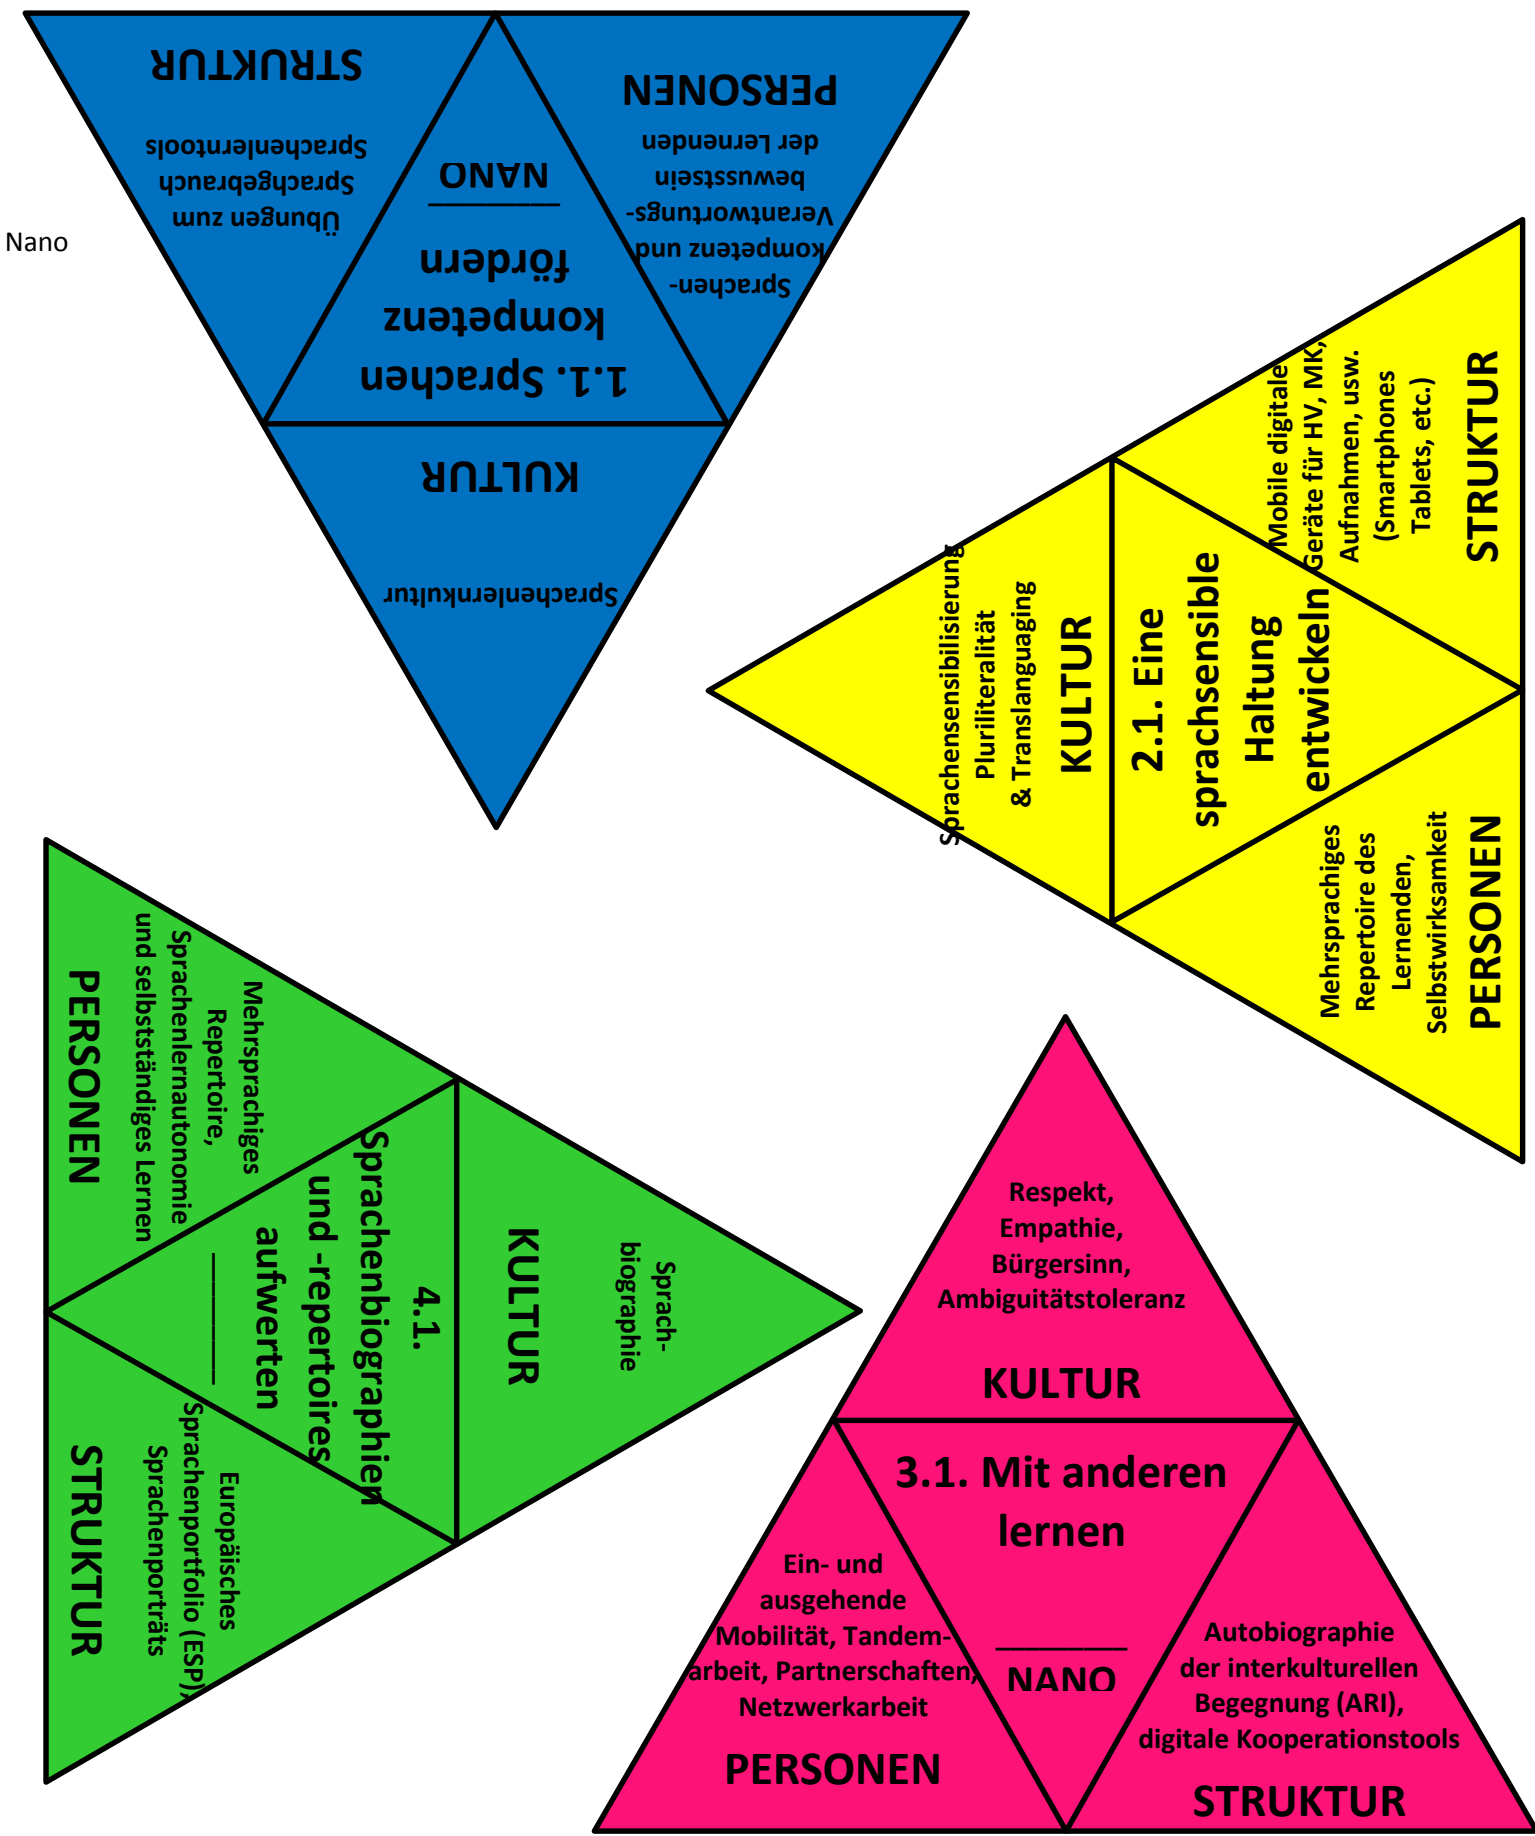 Nano
STRUKTUR
Übungen zum
Sprachgebrauch
Sprachenlerntools
PERSONEN
Sprachen-
kompetenz und
Verantwortungs-
bewusstsein
der Lernenden
1.1. Sprachen
kompetenz
fördern
_______
NANO
KULTUR
Sprachenlernkultur
Sprachensensibilisierung
Pluriliteralität
& Translanguaging
KULTUR
2.1. Eine
sprachsensible
Haltung
entwickeln
Mobile digitale
Geräte für HV, MK,
Aufnahmen, usw.
(Smartphones
Tablets, etc.)
STRUKTUR
Mehrsprachiges
Repertoire des
Lernenden,
Selbstwirksamkeit
PERSONEN
Mehrsprachiges
Repertoire,
Sprachenlernautonomie
und selbstständiges Lernen
PERSONEN
4.1.
Sprachenbiographien
und -repertoires
aufwerten
_______
Sprach-
biographie
KULTUR
Europäisches
Sprachenportfolio (ESP),
Sprachenporträts
STRUKTUR
Respekt,
Empathie,
Bürgersinn,
Ambiguitätstoleranz
KULTUR
3.1. Mit anderen
lernen
_______
NANO
Ein- und
ausgehende
Mobilität, Tandem-
arbeit, Partnerschaften,
Netzwerkarbeit
PERSONEN
Autobiographie
der interkulturellen
Begegnung (ARI),
digitale Kooperationstools
STRUKTUR